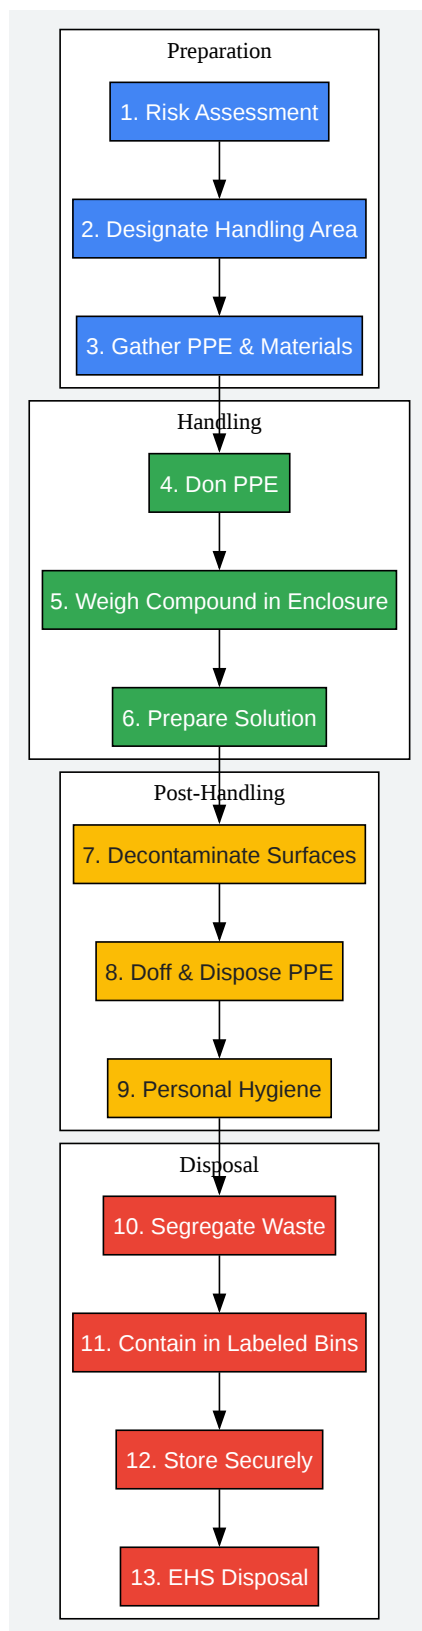 Preparation
1. Risk Assessment
2. Designate Handling Area
3. Gather PPE & Materials
Handling
4. Don PPE
5. Weigh Compound in Enclosure
6. Prepare Solution
Post-Handling
7. Decontaminate Surfaces
8. Doff & Dispose PPE
9. Personal Hygiene
Disposal
10. Segregate Waste
11. Contain in Labeled Bins
12. Store Securely
13. EHS Disposal